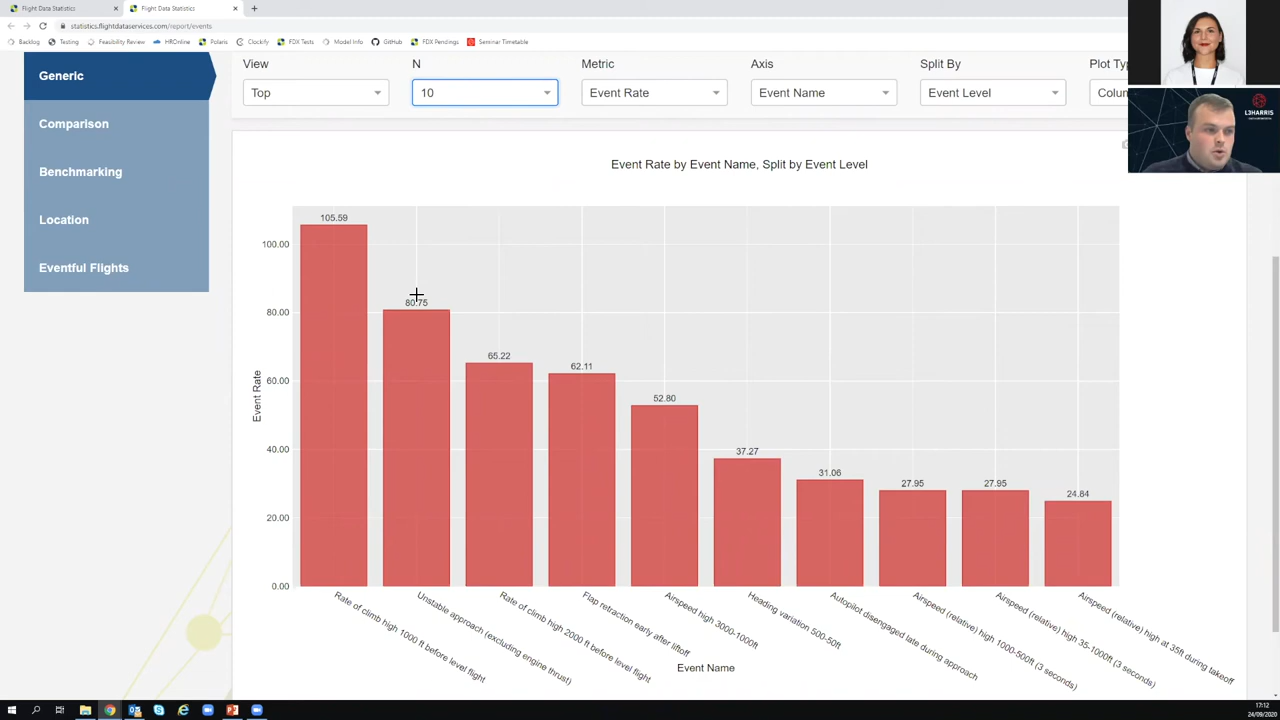 Flight Data Statistics
Flight Data Statistics
statistics.flightdataservices.com/report/events
Backlog
Testing
Feasibility Review
HROnline
Polaris
Clockify
FDX Tests
Model Info
GitHub
FDX Pendings
Seminar Timetable
Generic
Comparison
Benchmarking
Location
Eventful Flights
View
N
Metric
Axis
Split By
Plot Typ
Top
10
Event Rate
Event Name
Event Level
Colum
L3HARRIS
Event Rate by Event Name, Split by Event Level
100.00
80.00
60.00
40.00
20.00
0.00
Event Rate
105.59
80.75
65.22
62.11
52.80
37.27
31.06
27.95
27.95
24.84
Rate of climb high 1000 ft before level flight
Unstable approach (excluding engine thrust)
Rate of climb high 2000 ft before level flight
Flap retraction early after liftoff
Airspeed high 3000-1000ft
Heading variation 500-50ft
Autopilot disengaged late during approach
Airspeed (relative) high 1000-500ft (3 seconds)
Airspeed (relative) high 35-1000ft (3 seconds)
Airspeed (relative) high at 35ft during takeoff
Event Name
17:12
24/09/2020